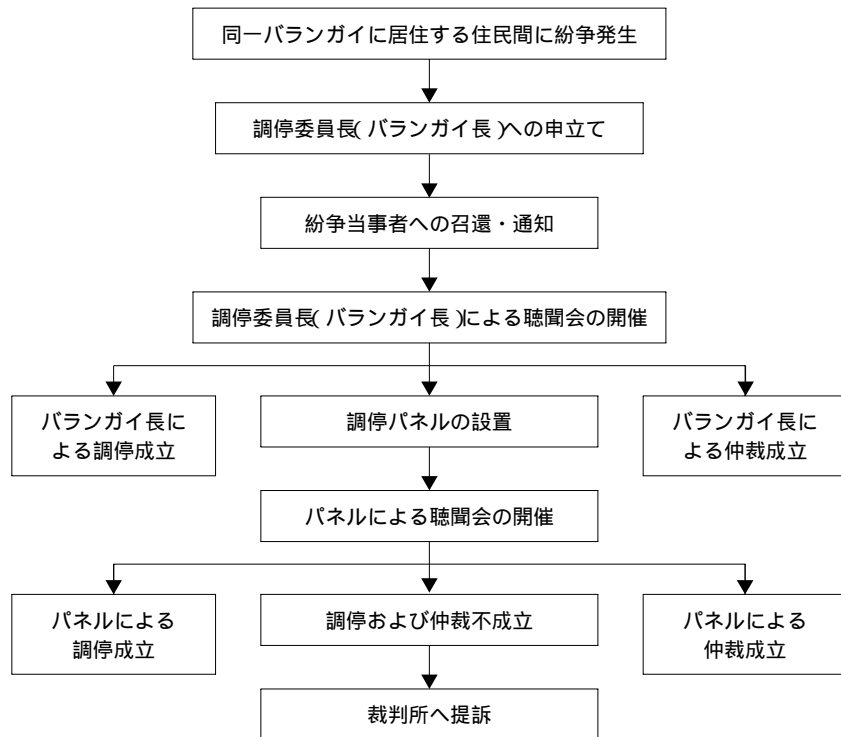 同一バランガイに居住する住民間に紛争発生
調停委員長(バランガイ長)への申立て
紛争当事者への召還・通知
調停委員長(バランガイ長)による聴聞会の開催
バランガイ長に
よる調停成立
調停パネルの設置
バランガイ長に
よる仲裁成立
パネルによる聴聞会の開催
パネルによる
調停成立
調停および仲裁不成立
パネルによる
仲裁成立
裁判所へ提訴